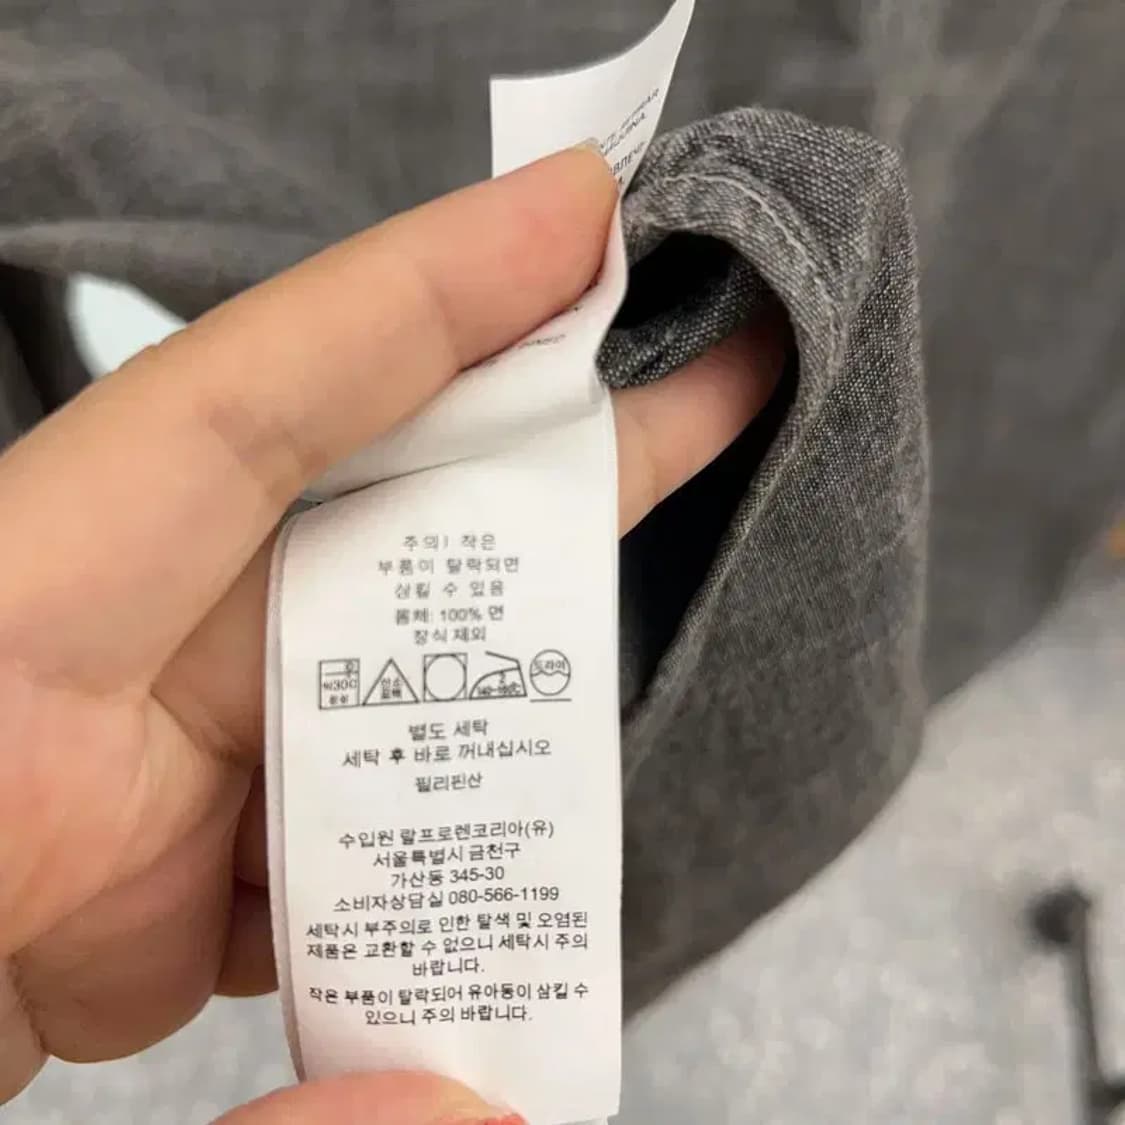 주의! 작은
부품이 탈락되면
삼킬 수 있음
몸체: 100% 면
장식 제외
드라이
별도 세탁
세탁 후 바로 꺼내십시오
필리핀산
수입원 랄프로렌코리아(유)
서울특별시 금천구
가산동 345-30
소비자상담실 080-566-1199
세탁시 부주의로 인한 탈색 및 오염된
제품은 교환할 수 없으니 세탁시 주의
바랍니다.
작은 부품이 탈락되어 유아동이 삼킬 수
있으니 주의 바랍니다.